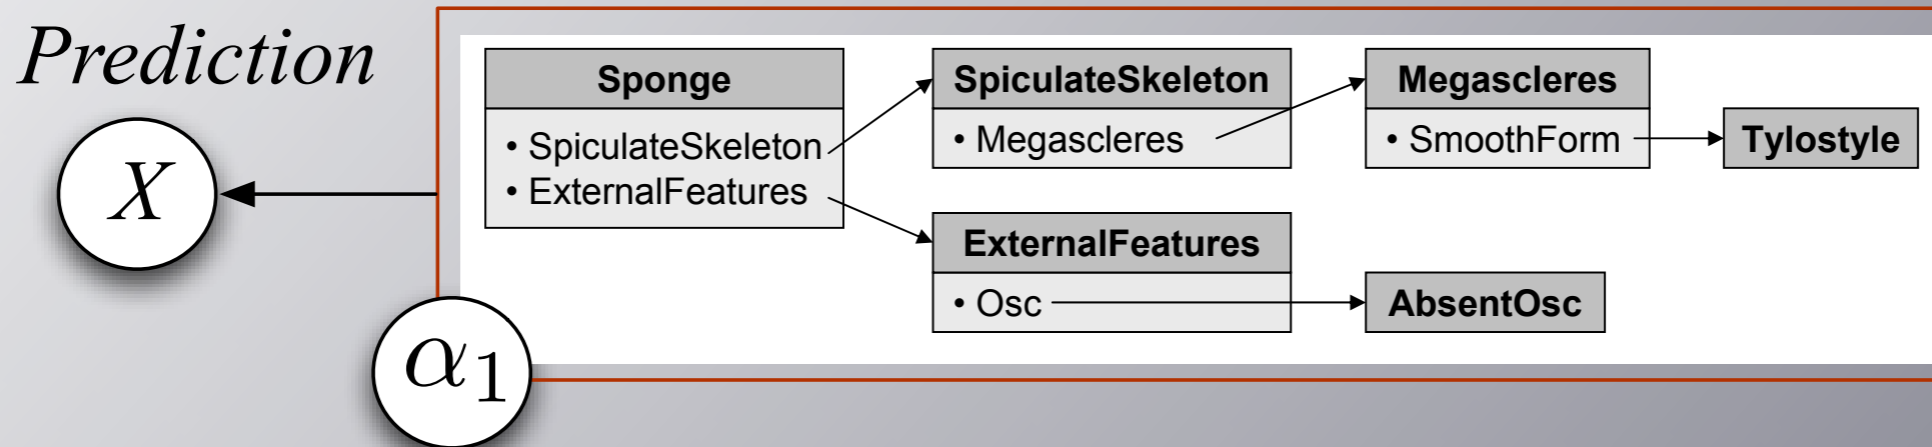 Prediction
X
α1
Sponge
• SpiculateSkeleton
• ExternalFeatures
SpiculateSkeleton
• Megascleres
Megascleres
• SmoothForm
Tylostyle
ExternalFeatures
• Osc
AbsentOsc